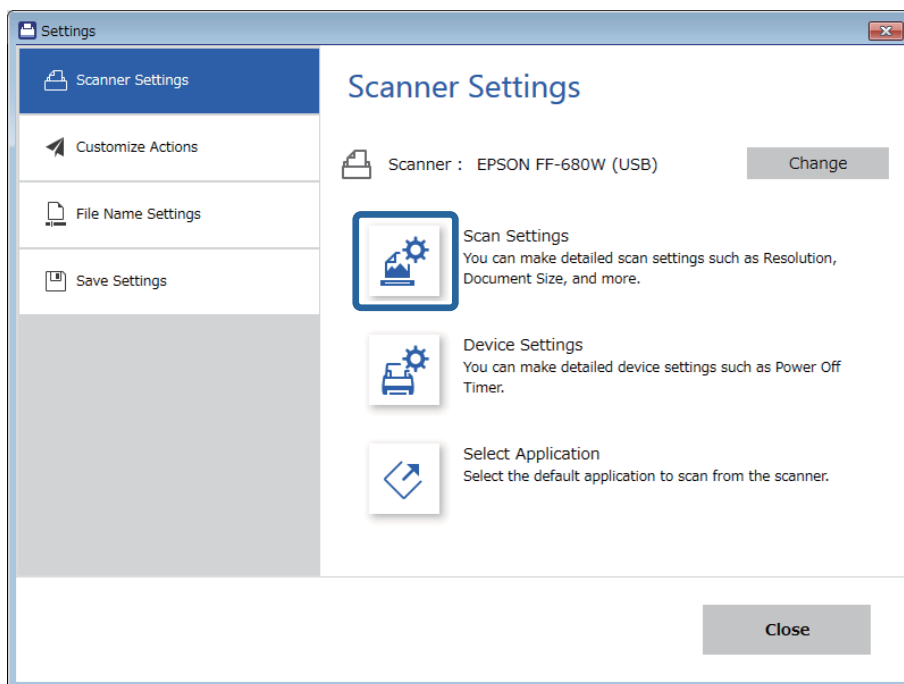 Settings
Scanner Settings
Customize Actions
File Name Settings
Save Settings
Scanner Settings
Scanner : EPSON FF-680W (USB)
Change
Scan Settings
You can make detailed scan settings such as Resolution,
Document Size, and more.
Device Settings
You can make detailed device settings such as Power Off
Timer.
Select Application
Select the default application to scan from the scanner.
Close